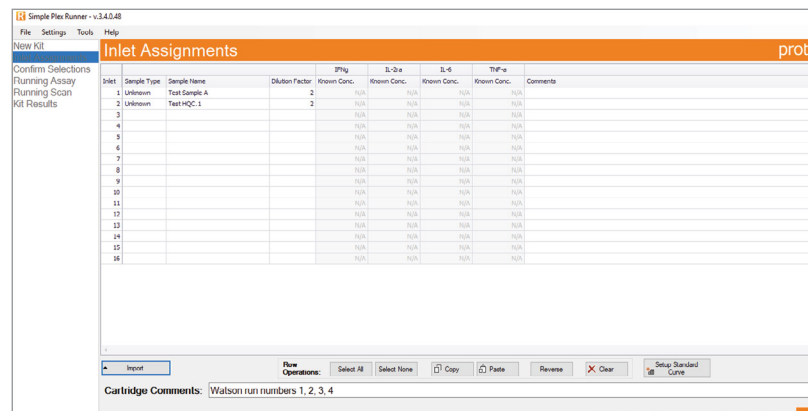 Simple Plex Runner - v.3.4.0.48
File Settings Tools Help
New Kit
Inlet Assignments prot
Confirm Selections
Running Assay
Running Scan
Kit Results
IFNg IL-2ra IL-6 TNF-a
Inlet Sample Type Sample Name Dilution Factor Known Conc. Known Conc. Known Conc. Known Conc. Comments
1 Unknown Test Sample A 2 N/A N/A N/A N/A
2 Unknown Test HQC.1 2 N/A N/A N/A N/A
3 N/A N/A N/A N/A
4 N/A N/A N/A N/A
5 N/A N/A N/A N/A
6 N/A N/A N/A N/A
7 N/A N/A N/A N/A
8 N/A N/A N/A N/A
9 N/A N/A N/A N/A
10 N/A N/A N/A N/A
11 N/A N/A N/A N/A
12 N/A N/A N/A N/A
13 N/A N/A N/A N/A
14 N/A N/A N/A N/A
15 N/A N/A N/A N/A
16 N/A N/A N/A N/A
Import Row Operations: Select All Select None Copy Paste Reverse Clear Setup Standard Curve
Cartridge Comments: Watson run numbers 1, 2, 3, 4